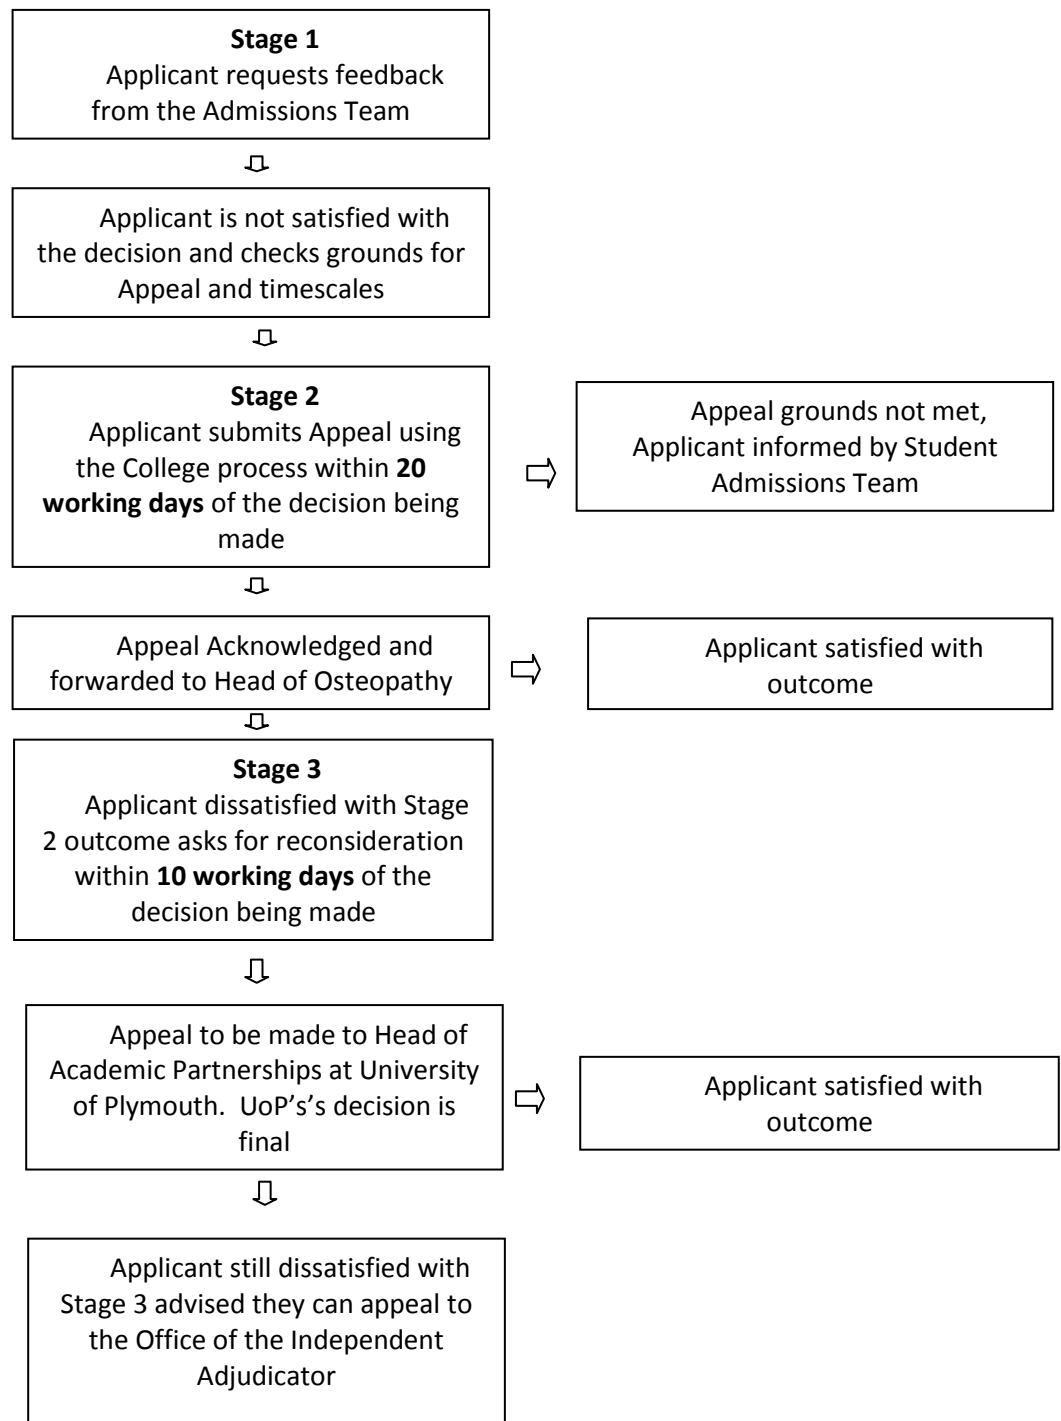 Stage 1
Applicant requests feedback
from the Admissions Team
Applicant is not satisfied with
the decision and checks grounds for
Appeal and timescales
Stage 2
Applicant submits Appeal using
the College process within 20
working days of the decision being
made
Appeal grounds not met,
Applicant informed by Student
Admissions Team
Appeal Acknowledged and
forwarded to Head of Osteopathy
Applicant satisfied with
outcome
Stage 3
Applicant dissatisfied with Stage
2 outcome asks for reconsideration
within 10 working days of the
decision being made
Appeal to be made to Head of
Academic Partnerships at University
of Plymouth.  UoP's's decision is
final
Applicant satisfied with
outcome
Applicant still dissatisfied with
Stage 3 advised they can appeal to
the Office of the Independent
Adjudicator